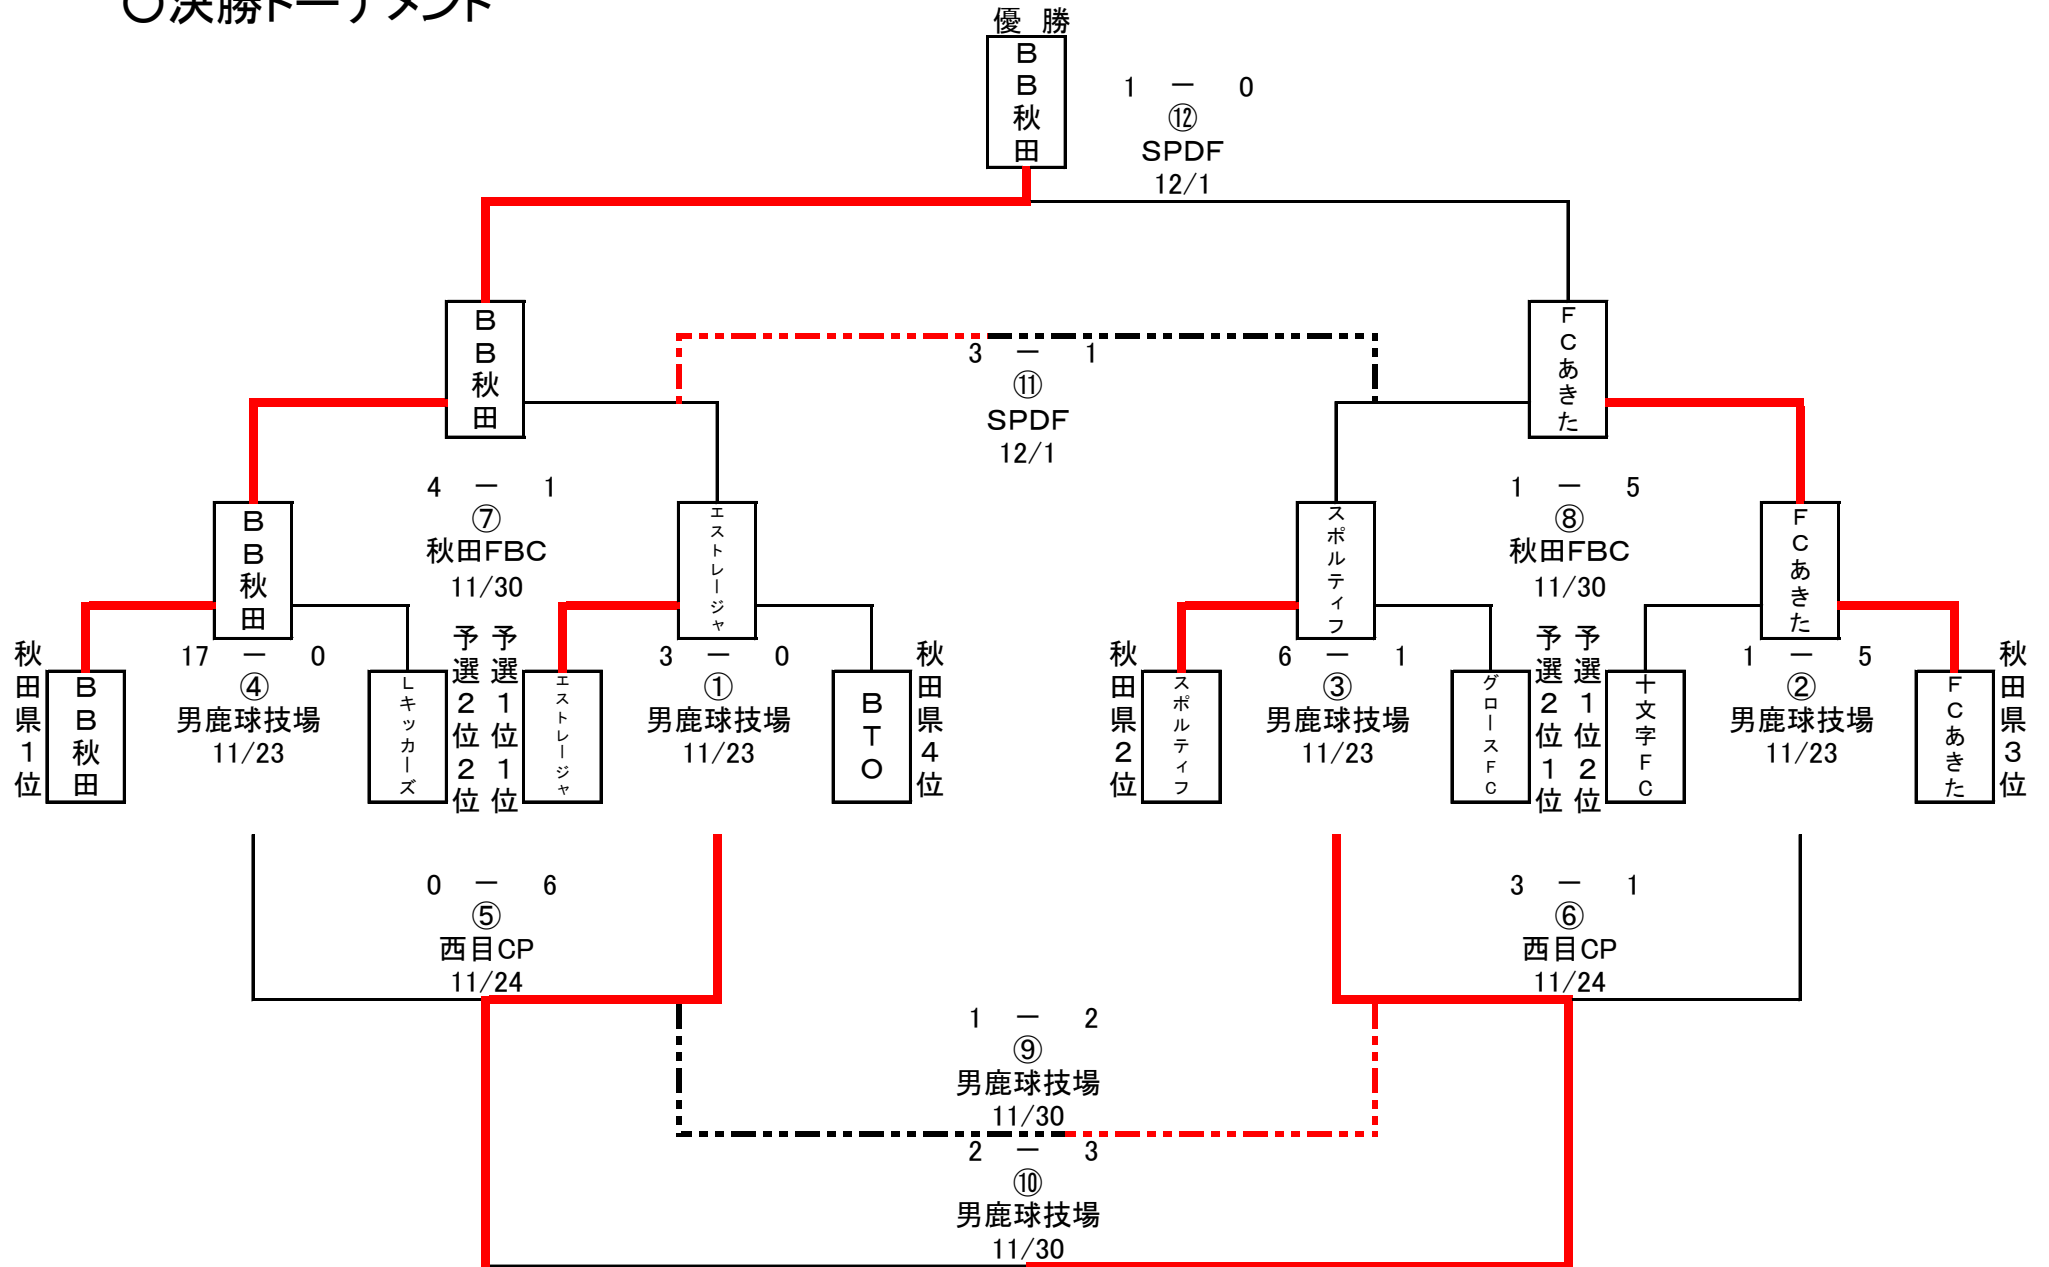 〇決勝トーナメント
優 勝
BB秋田
1 ー 0
⑫
SPDF
12/1
BB秋田
FCあきた
3 ー 1
⑪
SPDF
12/1
4 ー 1
⑦
秋田FBC
11/30
1 ー 5
⑧
秋田FBC
11/30
BB秋田
エストレージャ
スポルティフ
FCあきた
秋田県1位
BB秋田
17 ー 0
④
男鹿球技場
11/23
Lキッカーズ
予選2位2位
予選1位1位
エストレージャ
3 ー 0
①
男鹿球技場
11/23
BTO
秋田県4位
秋田県2位
スポルティフ
6 ー 1
③
男鹿球技場
11/23
グロースFC
予選2位1位
予選1位2位
十文字FC
1 ー 5
②
男鹿球技場
11/23
FCあきた
秋田県3位
0 ー 6
⑤
西目CP
11/24
3 ー 1
⑥
西目CP
11/24
1 ー 2
⑨
男鹿球技場
11/30
2 ー 3
⑩
男鹿球技場
11/30